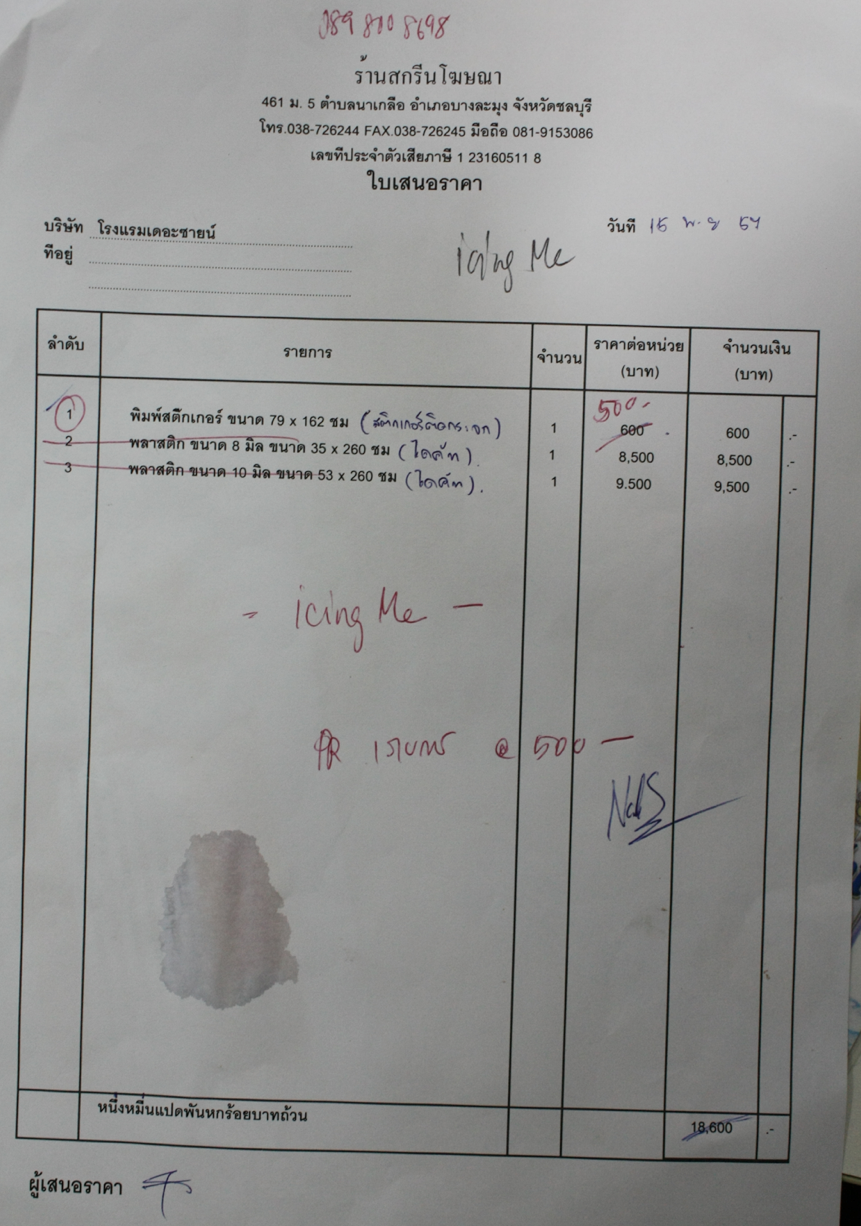 089 800 8698
ร้านสกรีนโฆษณา
461 ม. 5 ตำบลนาเกลือ อำเภอบางละมุง จังหวัดชลบุรี
โทร.038-726244 FAX.038-726245 มือถือ 081-9153086
เลขที่ประจำตัวเสียภาษี 1 23160511 8
ใบเสนอราคา
บริษัท โรงแรมเดอะซายน์ วันที่ 15 พ.ย 57
ที่อยู่
icing Me
ลำดับ รายการ จำนวน ราคาต่อหน่วย (บาท) จำนวนเงิน (บาท)
500-
1 พิมพ์สติ๊กเกอร์ ขนาด 79 x 162 ซม (สติ๊กเกอร์ติดกระจก) 1 600 .- 600 .-
2 พลาสติก ขนาด 8 มิล ขนาด 35 x 260 ซม (ไดคัท). 1 8,500 8,500 .-
3 พลาสติก ขนาด 10 มิล ขนาด 53 x 260 ซม (ไดคัท). 1 9.500 9,500 .-
- icing Me -
PR @ 500 -
หนึ่งหมื่นแปดพันหกร้อยบาทถ้วน 18,600 .-
ผู้เสนอราคา